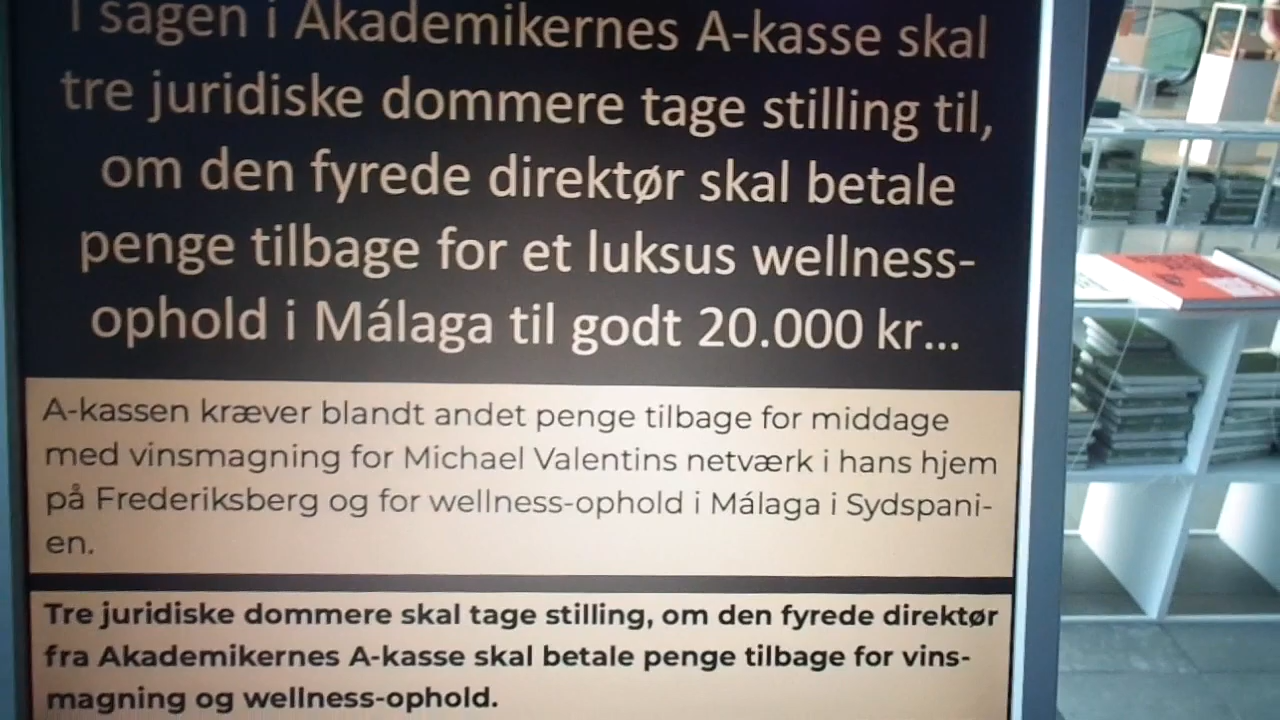 I sagen i Akademikernes A-kasse skal
tre juridiske dommere tage stilling til,
om den fyrede direktør skal betale
penge tilbage for et luksus wellness-
ophold i Málaga til godt 20.000 kr...
A-kassen kræver blandt andet penge tilbage for middage
med vinsmagning for Michael Valentins netværk i hans hjem
på Frederiksberg og for wellness-ophold i Málaga i Sydspani-
en.
Tre juridiske dommere skal tage stilling, om den fyrede direktør
fra Akademikernes A-kasse skal betale penge tilbage for vins-
magning og wellness-ophold.